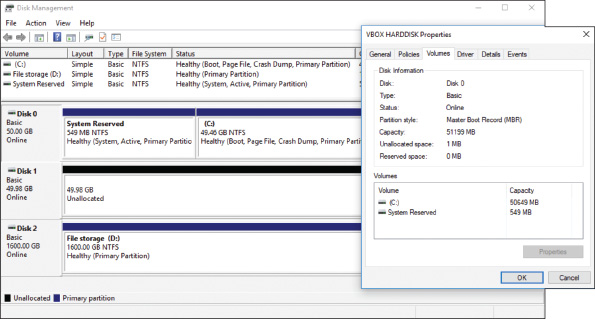 Disk Management
File Action View Help
Volume Layout Type File System Status
(C:) Simple Basic NTFS Healthy (Boot, Page File, Crash Dump, Primary Partition)
File storage (D:) Simple Basic NTFS Healthy (Primary Partition)
System Reserved Simple Basic NTFS Healthy (System, Active, Primary Partition)
Disk 0
Basic
50.00 GB
Online
System Reserved
549 MB NTFS
Healthy (System, Active, Primary Partitio
(C:)
49.46 GB NTFS
Healthy (Boot, Page File, Crash Dump, Primary Partition)
Disk 1
Basic
49.98 GB
Online
49.98 GB
Unallocated
Disk 2
Basic
1600.00 GB
Online
File storage (D:)
1600.00 GB NTFS
Healthy (Primary Partition)
Unallocated Primary partition
VBOX HARDDISK Properties
General Policies Volumes Driver Details Events
Disk Information
Disk: Disk 0
Type: Basic
Status: Online
Partition style: Master Boot Record (MBR)
Capacity: 51199 MB
Unallocated space: 1 MB
Reserved space: 0 MB
Volumes
Volume Capacity
(C:) 50649 MB
System Reserved 549 MB
Properties
OK Cancel